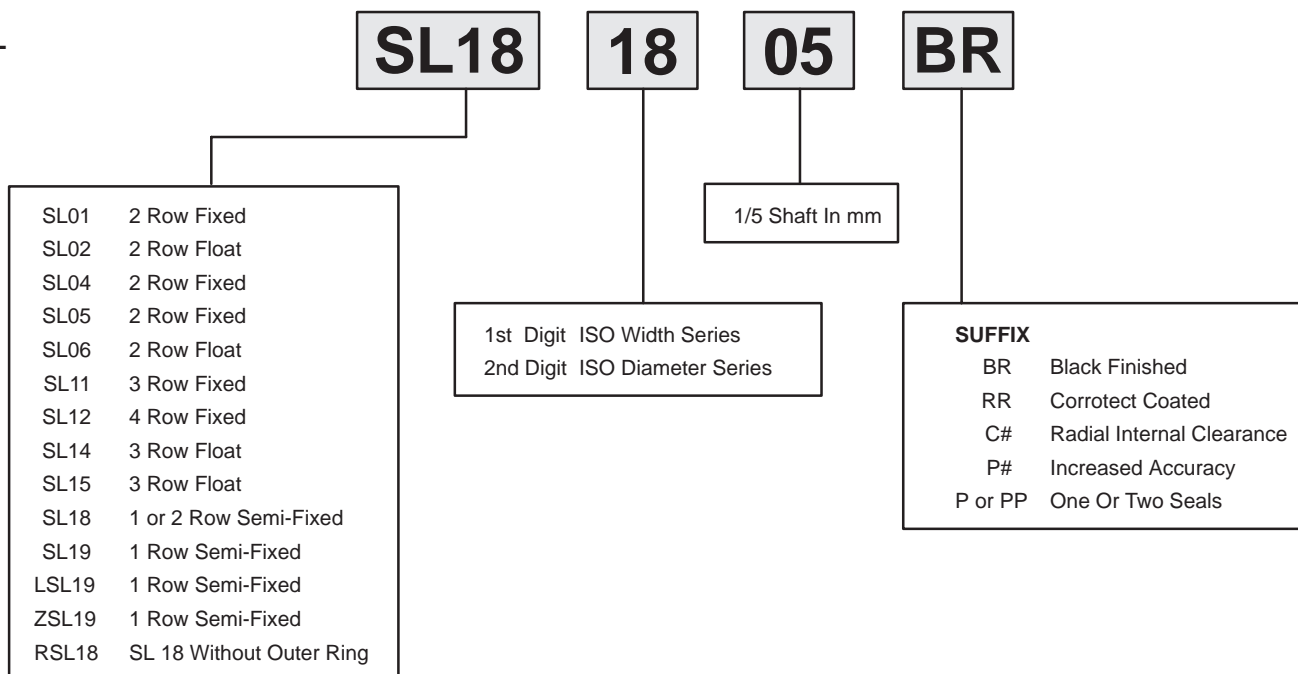 SL18 18 05 BR
SL01 2 Row Fixed
SL02 2 Row Float
SL04 2 Row Fixed
SL05 2 Row Fixed
SL06 2 Row Float
SL11 3 Row Fixed
SL12 4 Row Fixed
SL14 3 Row Float
SL15 3 Row Float
SL18 1 or 2 Row Semi-Fixed
SL19 1 Row Semi-Fixed
LSL19 1 Row Semi-Fixed
ZSL19 1 Row Semi-Fixed
RSL18 SL 18 Without Outer Ring
1st Digit ISO Width Series
2nd Digit ISO Diameter Series
1/5 Shaft In mm
SUFFIX
BR Black Finished
RR Corrotect Coated
C# Radial Internal Clearance
P# Increased Accuracy
P or PP One Or Two Seals